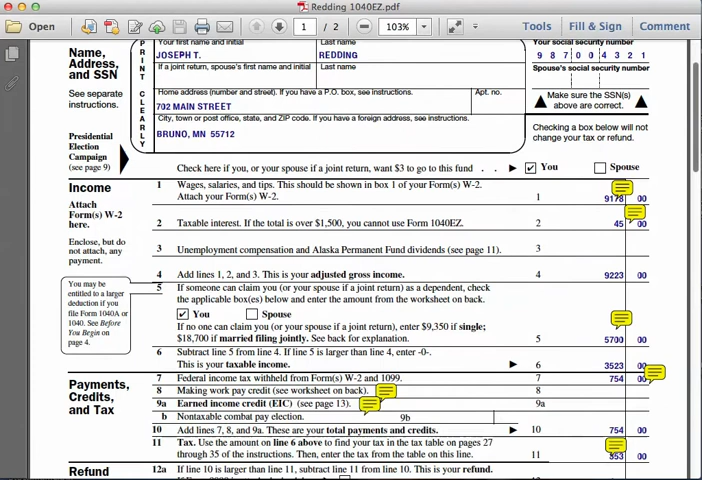 Redding 1040EZ.pdf
Open 1 / 2 103% Tools Fill & Sign Comment
Name,
Address,
and SSN
See separate
instructions.
PRINT CLEARLY
Your first name and initial Last name
JOSEPH T. REDDING
If a joint return, spouse's first name and initial Last name
Home address (number and street). If you have a P.O. box, see instructions. Apt. no.
702 MAIN STREET
City, town or post office, state, and ZIP code. If you have a foreign address, see instructions.
BRUNO, MN 55712
Your social security number
9 8 7 0 0 4 3 2 1
Spouse's social security number
Make sure the SSN(s)
above are correct.
Checking a box below will not
change your tax or refund.
Presidential
Election
Campaign
(see page 9)
Check here if you, or your spouse if a joint return, want $3 to go to this fund . . You Spouse
Income
Attach
Form(s) W-2
here.
Enclose, but do
not attach, any
payment.
1 Wages, salaries, and tips. This should be shown in box 1 of your Form(s) W-2.
Attach your Form(s) W-2. 1 9178 00
2 Taxable interest. If the total is over $1,500, you cannot use Form 1040EZ. 2 45 00
3 Unemployment compensation and Alaska Permanent Fund dividends (see page 11). 3
4 Add lines 1, 2, and 3. This is your adjusted gross income. 4 9223 00
You may be
entitled to a larger
deduction if you
file Form 1040A or
1040. See Before
You Begin on
page 4.
5 If someone can claim you (or your spouse if a joint return) as a dependent, check
the applicable box(es) below and enter the amount from the worksheet on back.
You Spouse
If no one can claim you (or your spouse if a joint return), enter $9,350 if single;
$18,700 if married filing jointly. See back for explanation. 5 5700 00
6 Subtract line 5 from line 4. If line 5 is larger than line 4, enter -0-.
This is your taxable income. 6 3523 00
Payments,
Credits,
and Tax
7 Federal income tax withheld from Form(s) W-2 and 1099. 7 754 00
8 Making work pay credit (see worksheet on back). 8
9a Earned income credit (EIC) (see page 13). 9a
b Nontaxable combat pay election. 9b
10 Add lines 7, 8, and 9a. These are your total payments and credits. 10 754 00
11 Tax. Use the amount on line 6 above to find your tax in the tax table on pages 27
through 35 of the instructions. Then, enter the tax from the table on this line. 11 353 00
Refund
12a If line 10 is larger than line 11, subtract line 11 from line 10. This is your refund.